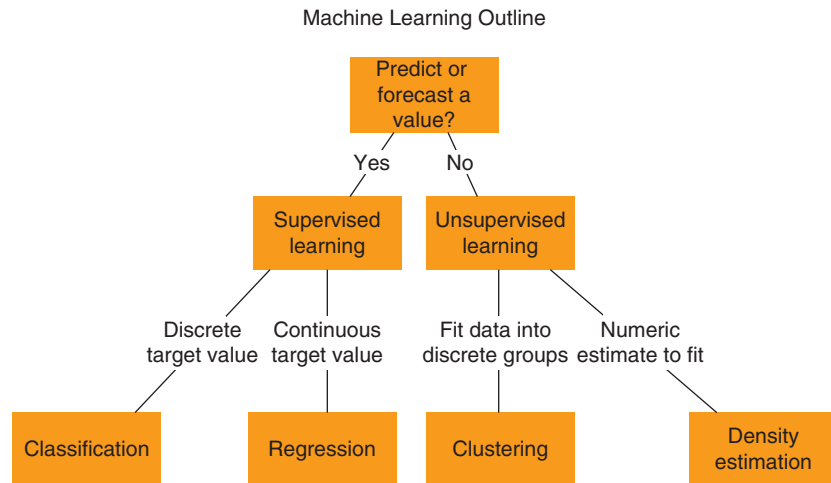 Machine Learning Outline
Predict or
forecast a
value?
Yes
No
Supervised
learning
Unsupervised
learning
Discrete
target value
Continuous
target value
Fit data into
discrete groups
Numeric
estimate to fit
Classification
Regression
Clustering
Density
estimation